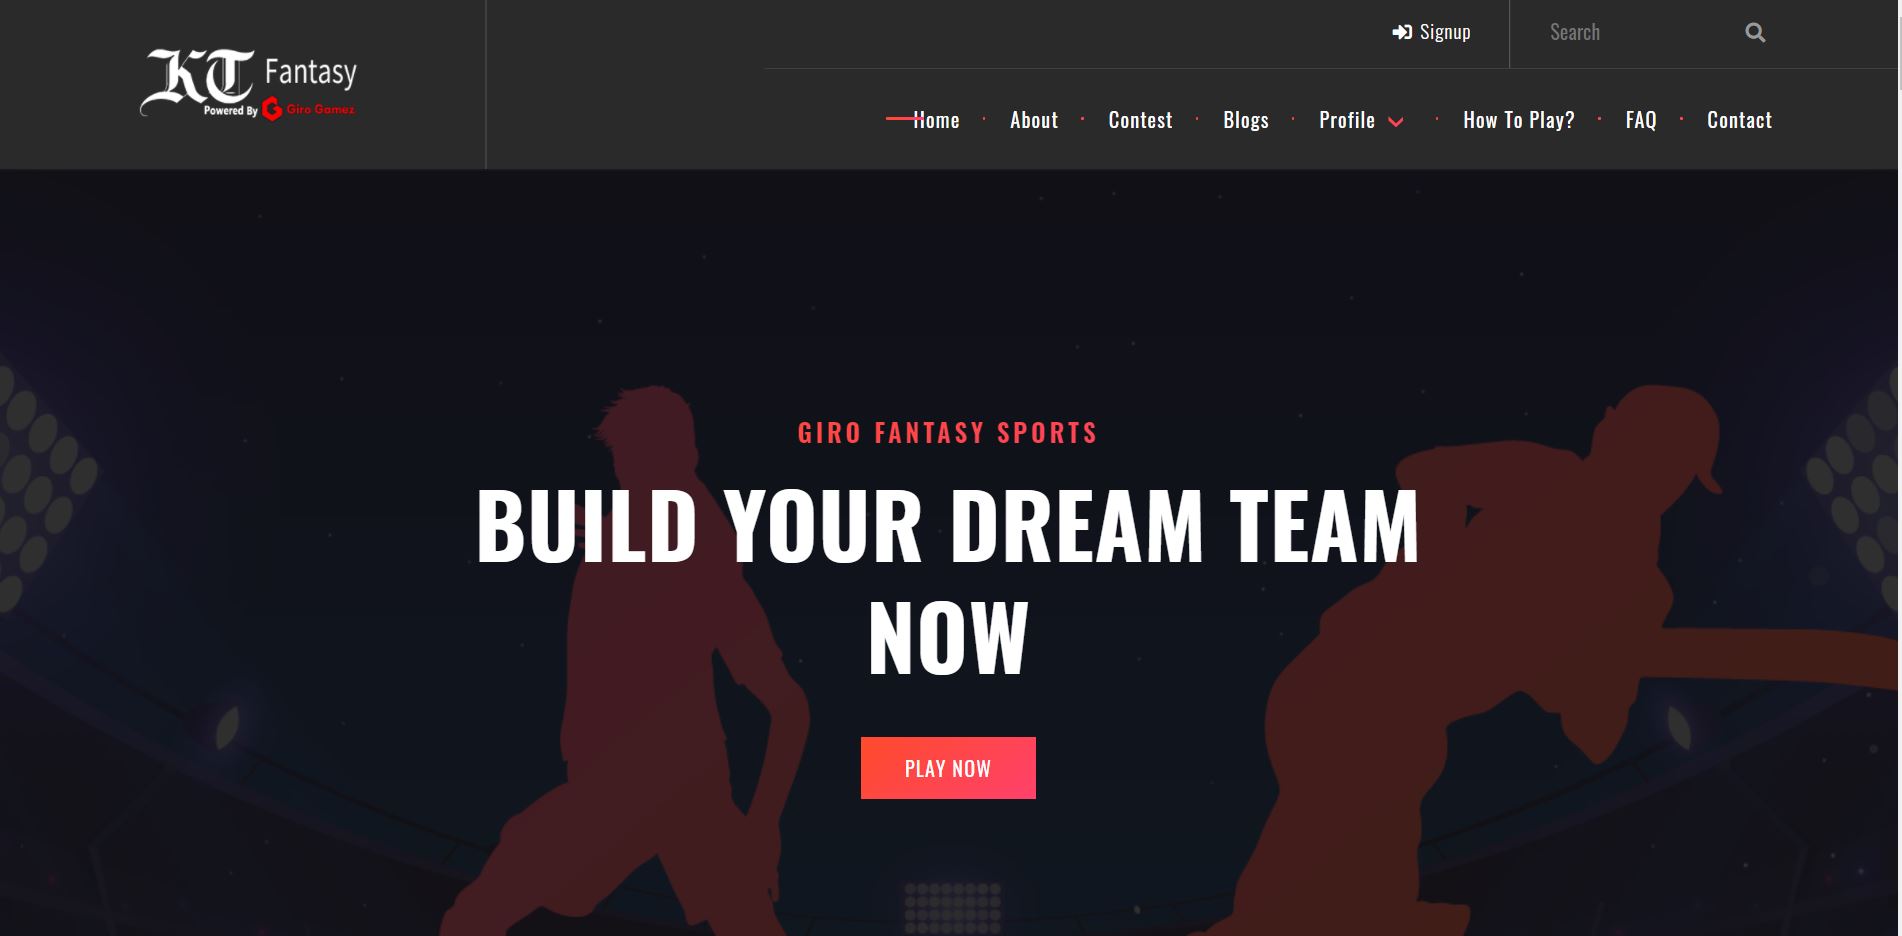 KT Fantasy
Powered By Giro Gamez
Signup
Search
Home
About
Contest
Blogs
Profile
How To Play?
FAQ
Contact
GIRO FANTASY SPORTS
BUILD YOUR DREAM TEAM
NOW
PLAY NOW